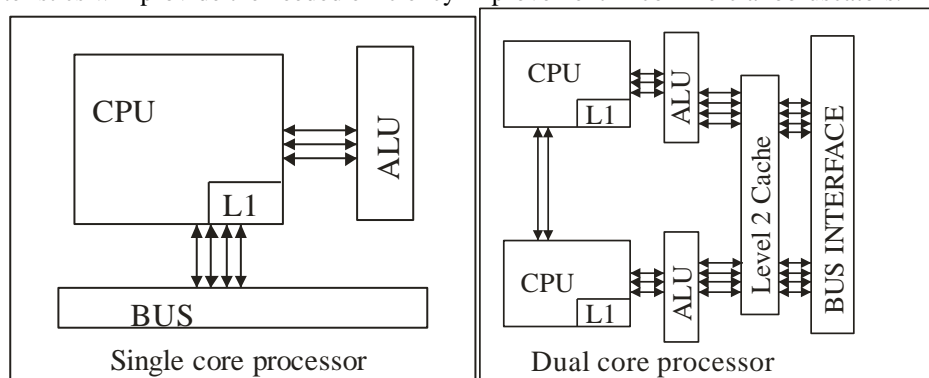 CPU
ALU
L1
BUS
Single core processor
CPU
L1
ALU
Level 2 Cache
BUS INTERFACE
CPU
L1
ALU
Dual core processor